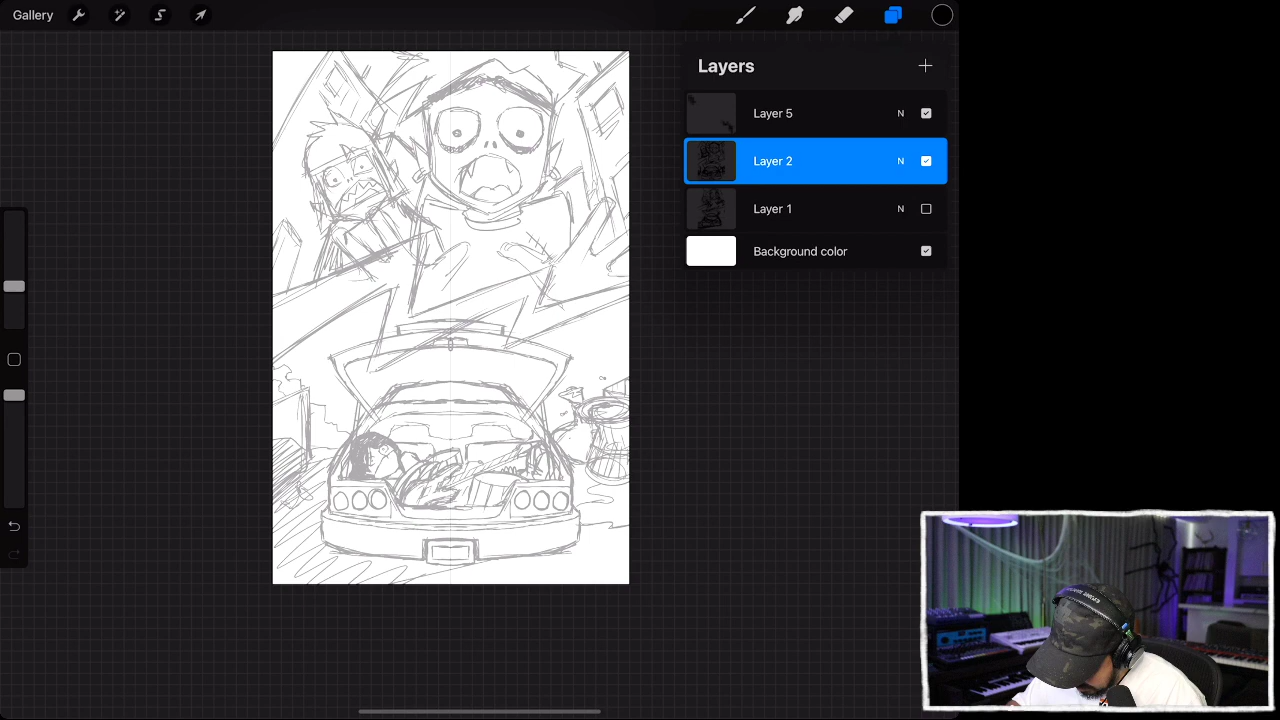 Gallery
Layers
Layer 5 N
Layer 2 N
Layer 1 N
Background color